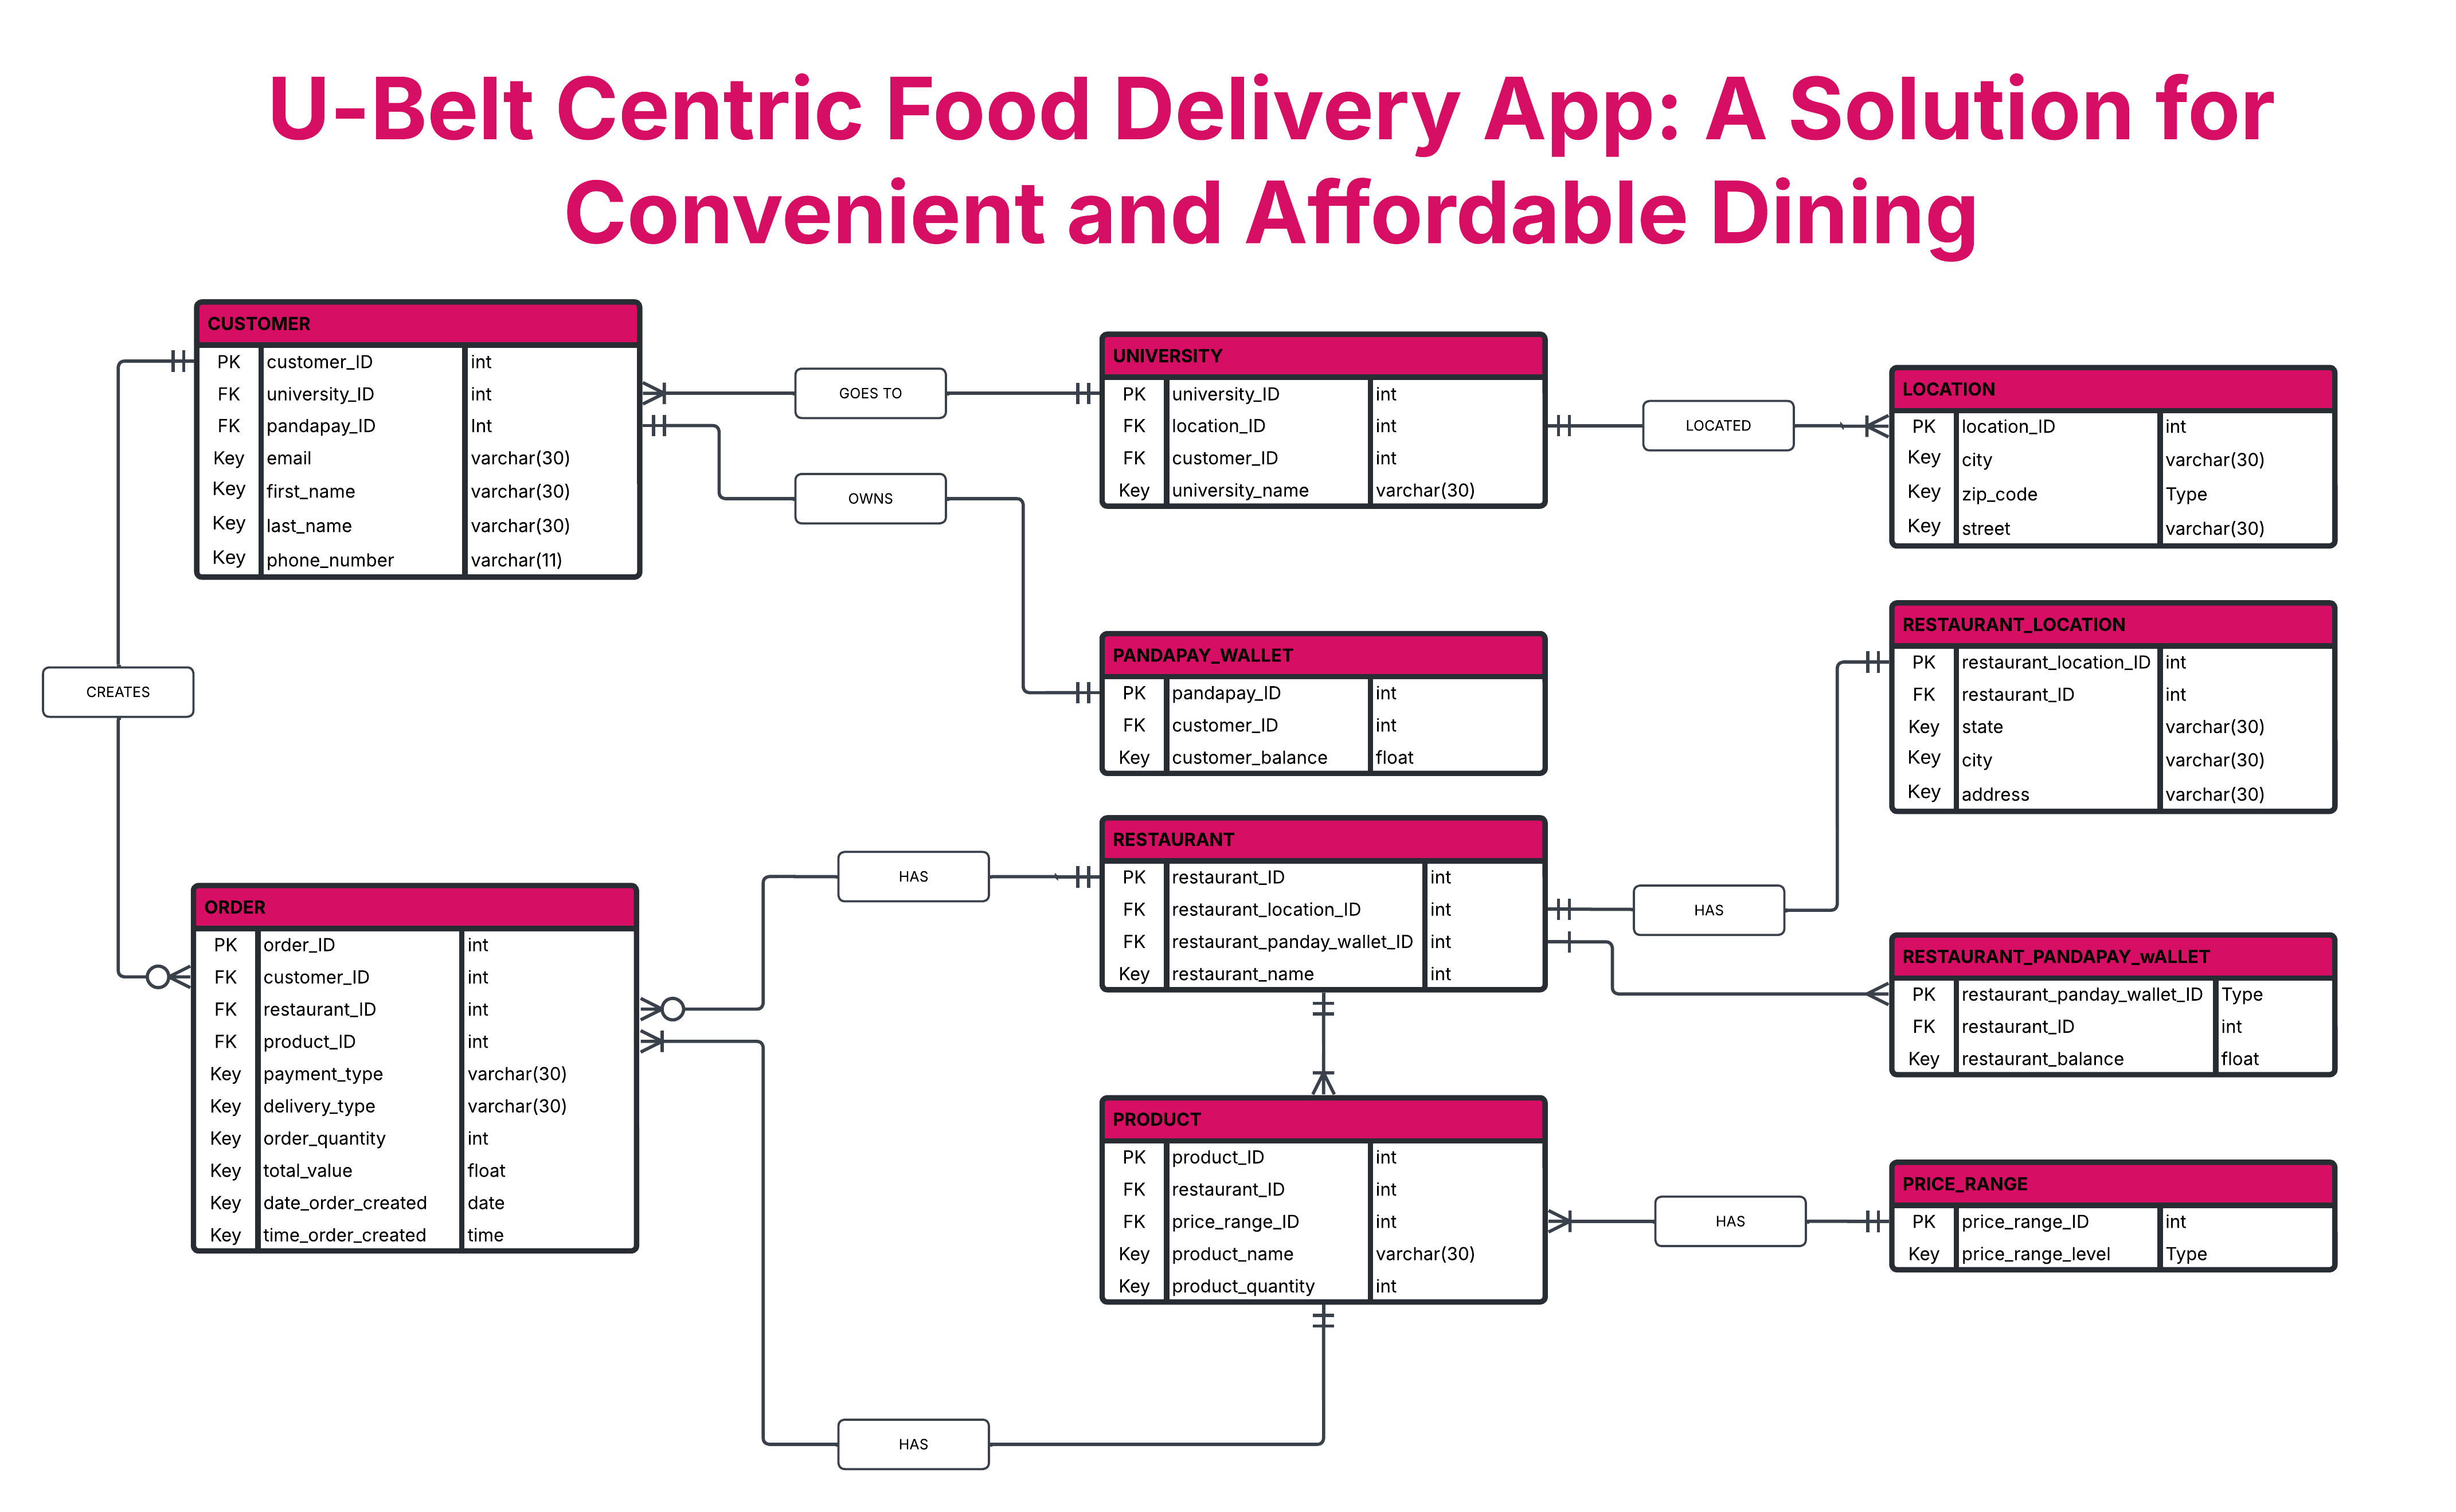 U-Belt Centric Food Delivery App: A Solution for
Convenient and Affordable Dining
CUSTOMER
PK customer_ID int
FK university_ID int
FK pandapay_ID Int
Key email varchar(30)
Key first_name varchar(30)
Key last_name varchar(30)
Key phone_number varchar(11)
GOES TO
OWNS
CREATES
UNIVERSITY
PK university_ID int
FK location_ID int
FK customer_ID int
Key university_name varchar(30)
LOCATED
LOCATION
PK location_ID int
Key city varchar(30)
Key zip_code Type
Key street varchar(30)
PANDAPAY_WALLET
PK pandapay_ID int
FK customer_ID int
Key customer_balance float
RESTAURANT_LOCATION
PK restaurant_location_ID int
FK restaurant_ID int
Key state varchar(30)
Key city varchar(30)
Key address varchar(30)
ORDER
PK order_ID int
FK customer_ID int
FK restaurant_ID int
FK product_ID int
Key payment_type varchar(30)
Key delivery_type varchar(30)
Key order_quantity int
Key total_value float
Key date_order_created date
Key time_order_created time
HAS
RESTAURANT
PK restaurant_ID int
FK restaurant_location_ID int
FK restaurant_panday_wallet_ID int
Key restaurant_name int
HAS
RESTAURANT_PANDAPAY_wALLET
PK restaurant_panday_wallet_ID Type
FK restaurant_ID int
Key restaurant_balance float
PRODUCT
PK product_ID int
FK restaurant_ID int
FK price_range_ID int
Key product_name varchar(30)
Key product_quantity int
HAS
PRICE_RANGE
PK price_range_ID int
Key price_range_level Type
HAS